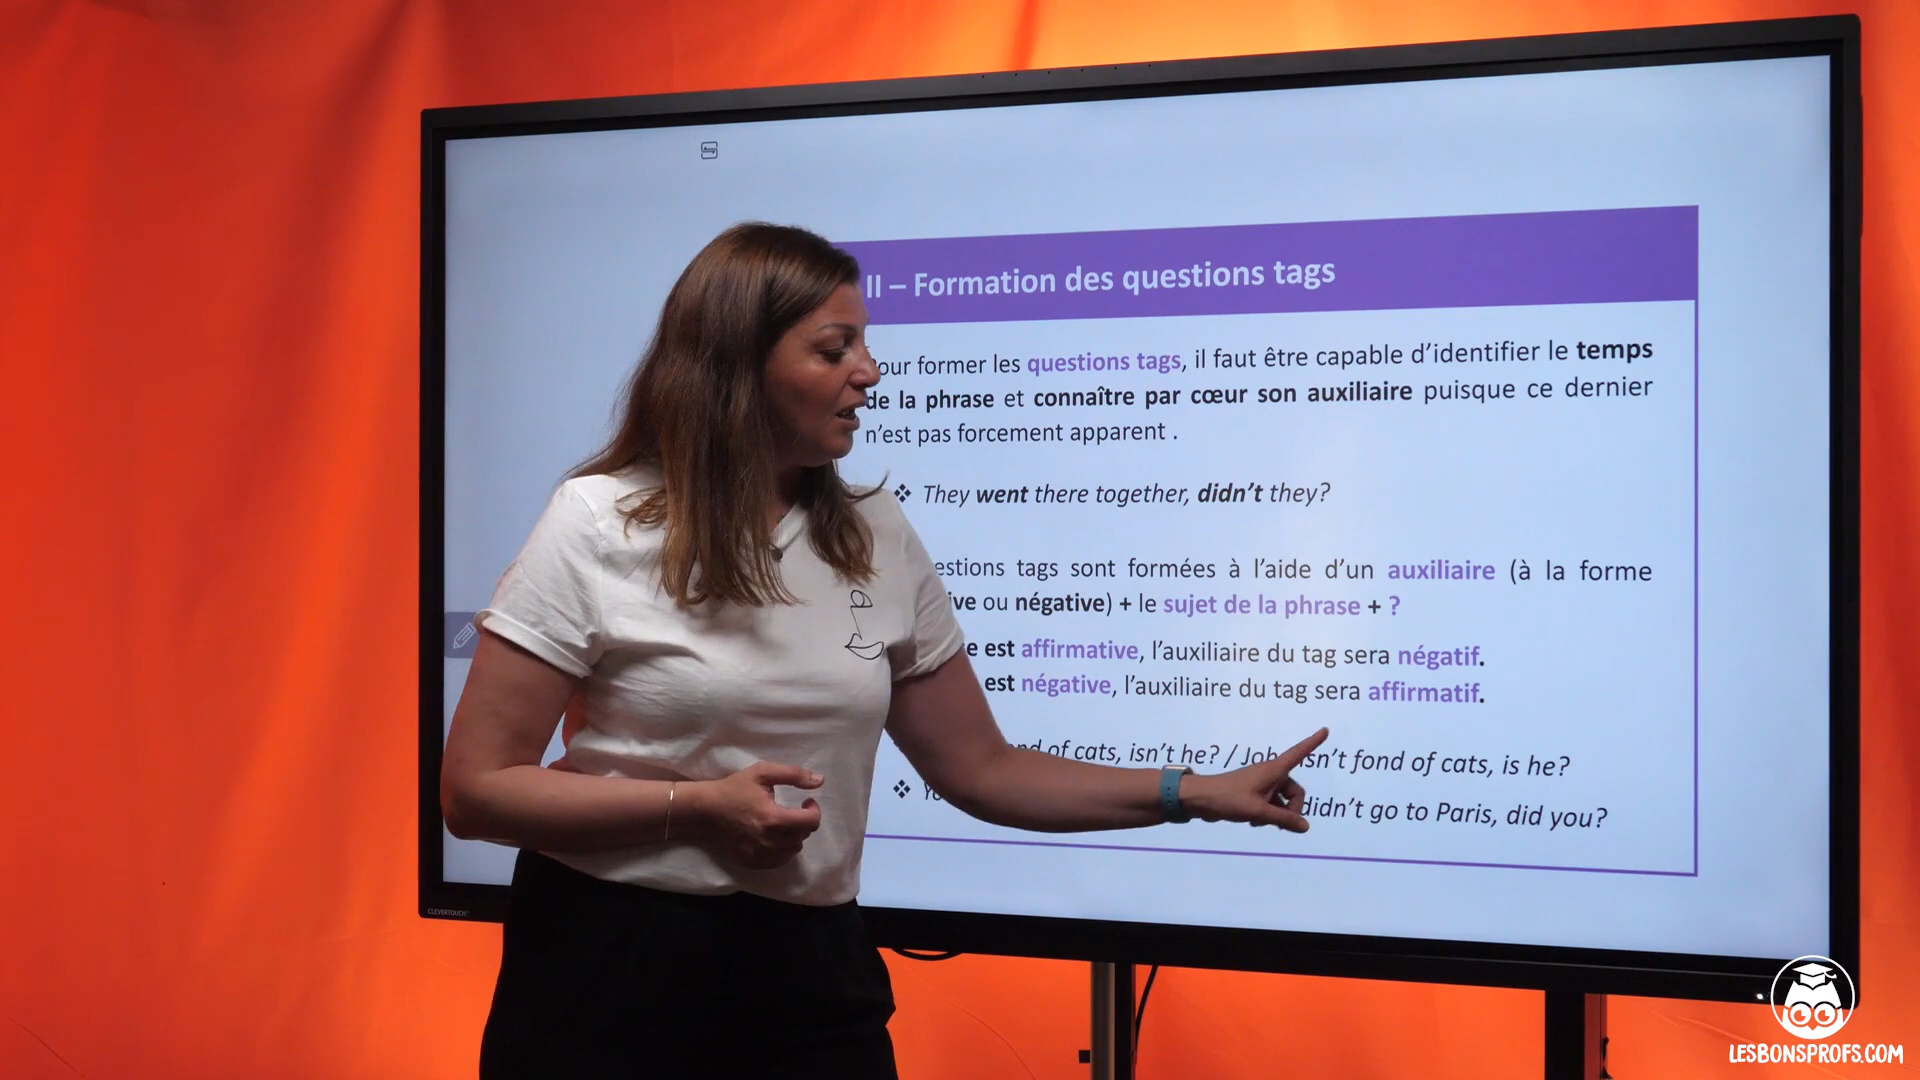 II – Formation des questions tags
our former les questions tags, il faut être capable d’identifier le temps
de la phrase et connaître par cœur son auxiliaire puisque ce dernier
n’est pas forcement apparent .
❖ They went there together, didn’t they?
estions tags sont formées à l’aide d’un auxiliaire (à la forme
ive ou négative) + le sujet de la phrase + ?
e est affirmative, l’auxiliaire du tag sera négatif.
est négative, l’auxiliaire du tag sera affirmatif.
of cats, isn’t he? / isn’t fond of cats, is he?
❖ didn’t go to Paris, did you?
CLEVERTOUCH
LESBONSPROFS.COM